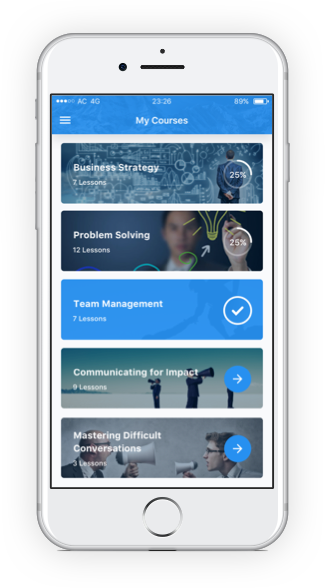 AC 4G 23:26 89%
My Courses
Business Strategy
7 Lessons
25%
Problem Solving
12 Lessons
25%
Team Management
7 Lessons
Communicating for Impact
9 Lessons
Mastering Difficult
Conversations
3 Lessons